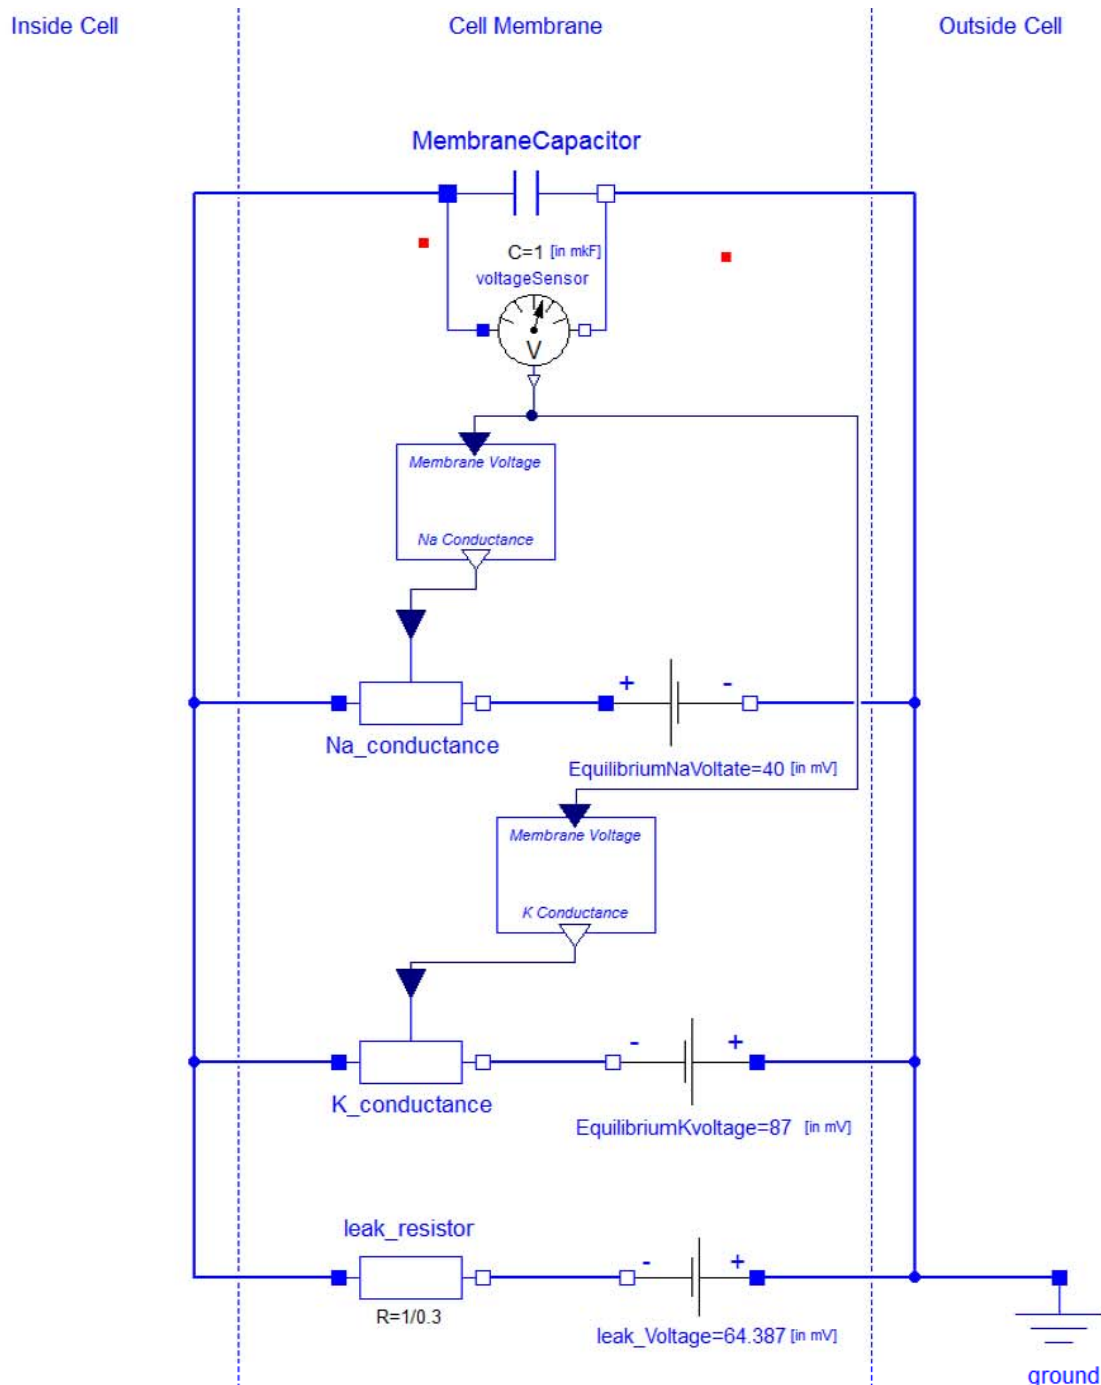 Inside Cell
Cell Membrane
Outside Cell
MembraneCapacitor
C=1 [in mkF]
voltageSensor
V
Membrane Voltage
Na Conductance
+ -
Na_conductance
EquilibriumNaVoltate=40 [in mV]
Membrane Voltage
K Conductance
- +
K_conductance
EquilibriumKvoltage=87 [in mV]
leak_resistor
- +
R=1/0.3
leak_Voltage=64.387 [in mV]
ground